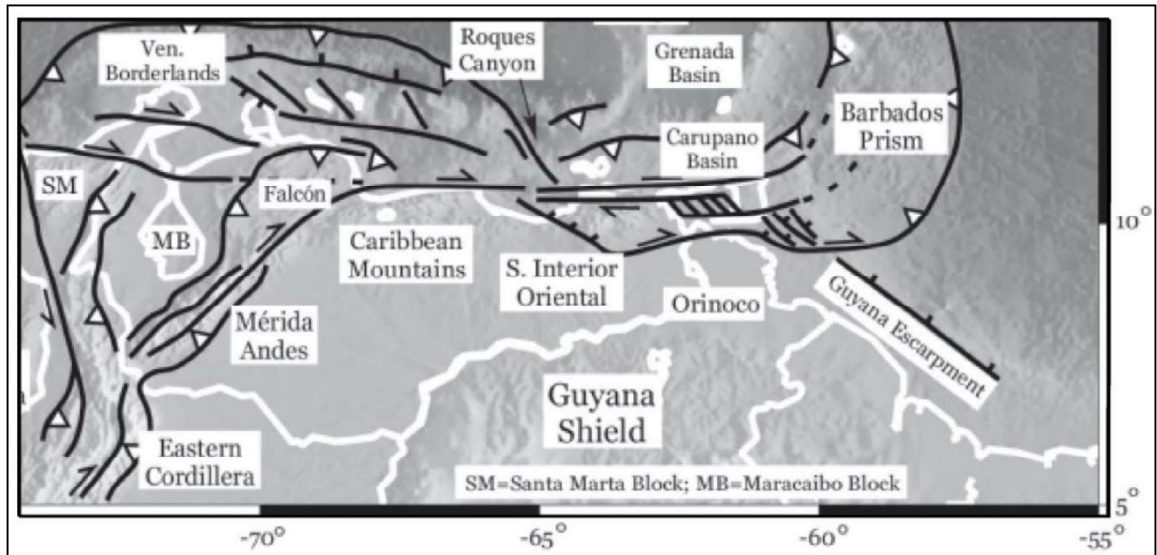 Ven.
Borderlands
Roques
Canyon
Grenada
Basin
Barbados
Prism
Carupano
Basin
SM
Falcón
MB
Caribbean
Mountains
S. Interior
Oriental
Orinoco
Guyana Escarpment
Mérida
Andes
Guyana
Shield
Eastern
Cordillera
SM=Santa Marta Block; MB=Maracaibo Block
10°
5°
-70°
-65°
-60°
-55°